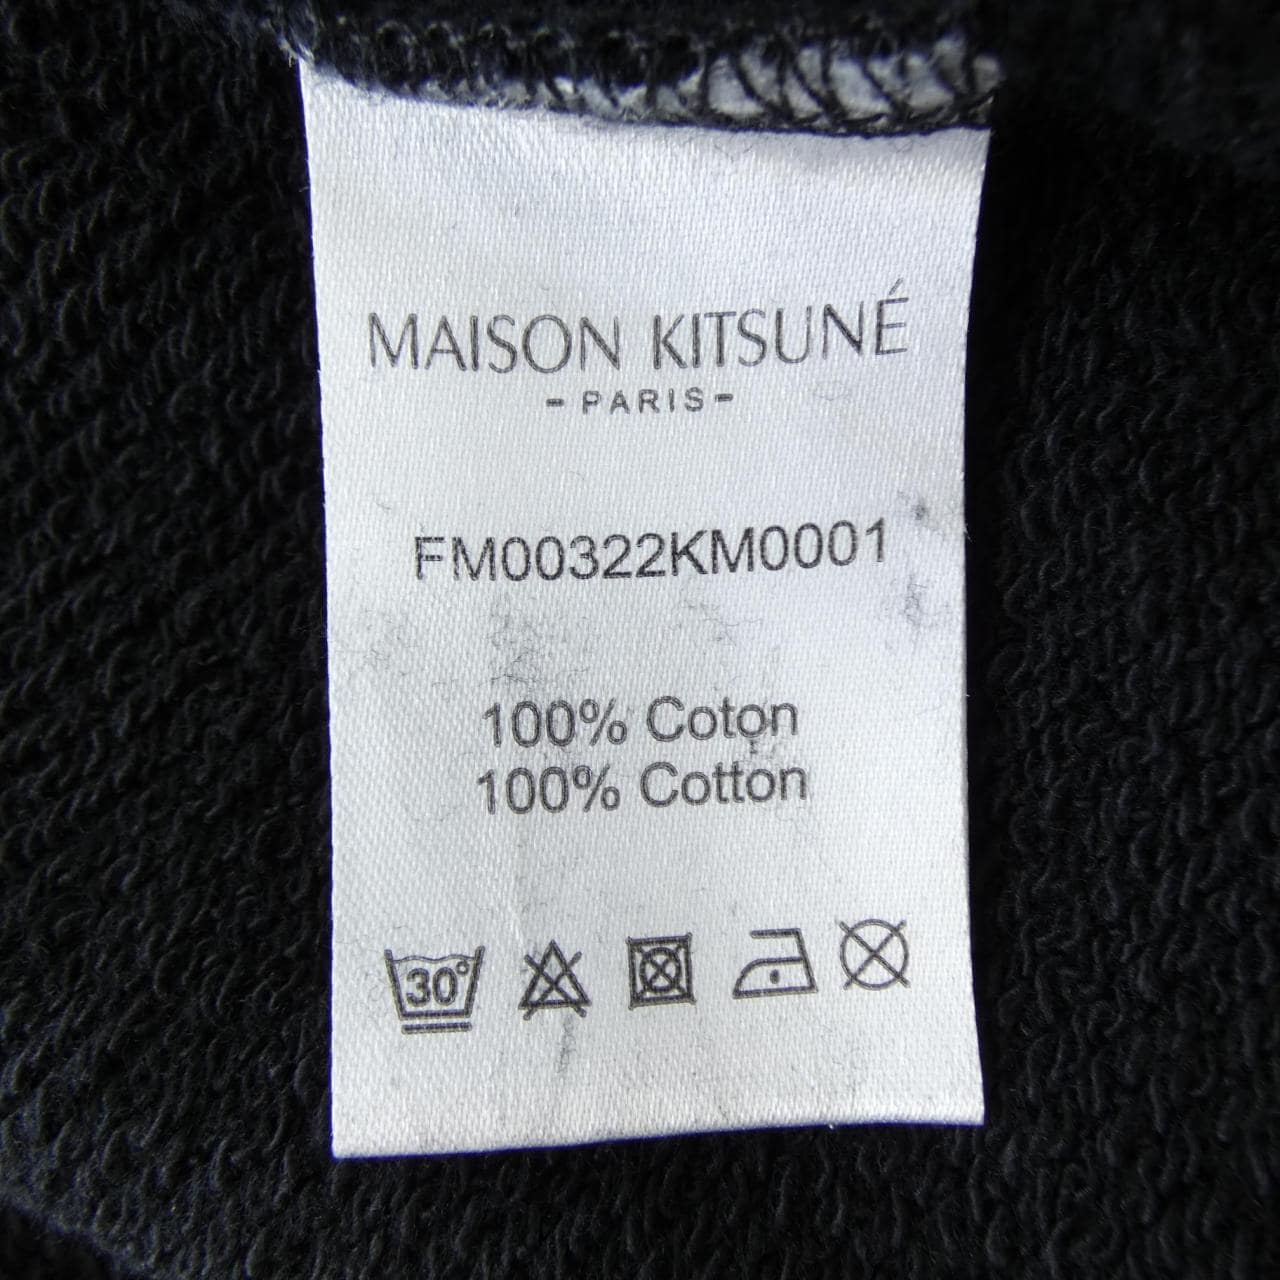 MAISON KITSUNÉ
-PARIS-
FM00322KM0001
100% Coton
100% Cotton
30°